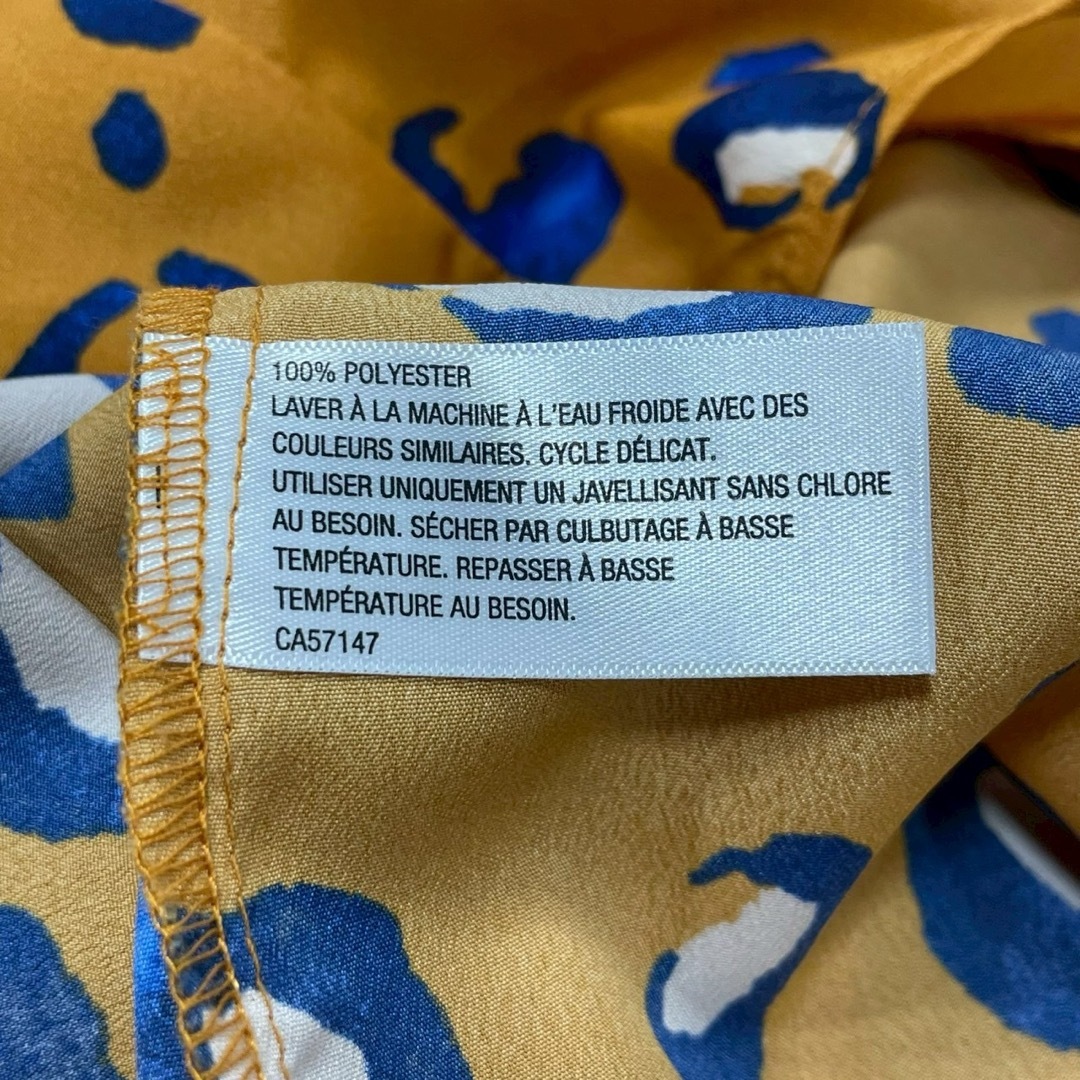 100% POLYESTER
LAVER À LA MACHINE À L'EAU FROIDE AVEC DES
COULEURS SIMILAIRES. CYCLE DÉLICAT.
UTILISER UNIQUEMENT UN JAVELLISANT SANS CHLORE
AU BESOIN. SÉCHER PAR CULBUTAGE À BASSE
TEMPÉRATURE. REPASSER À BASSE
TEMPÉRATURE AU BESOIN.
CA57147